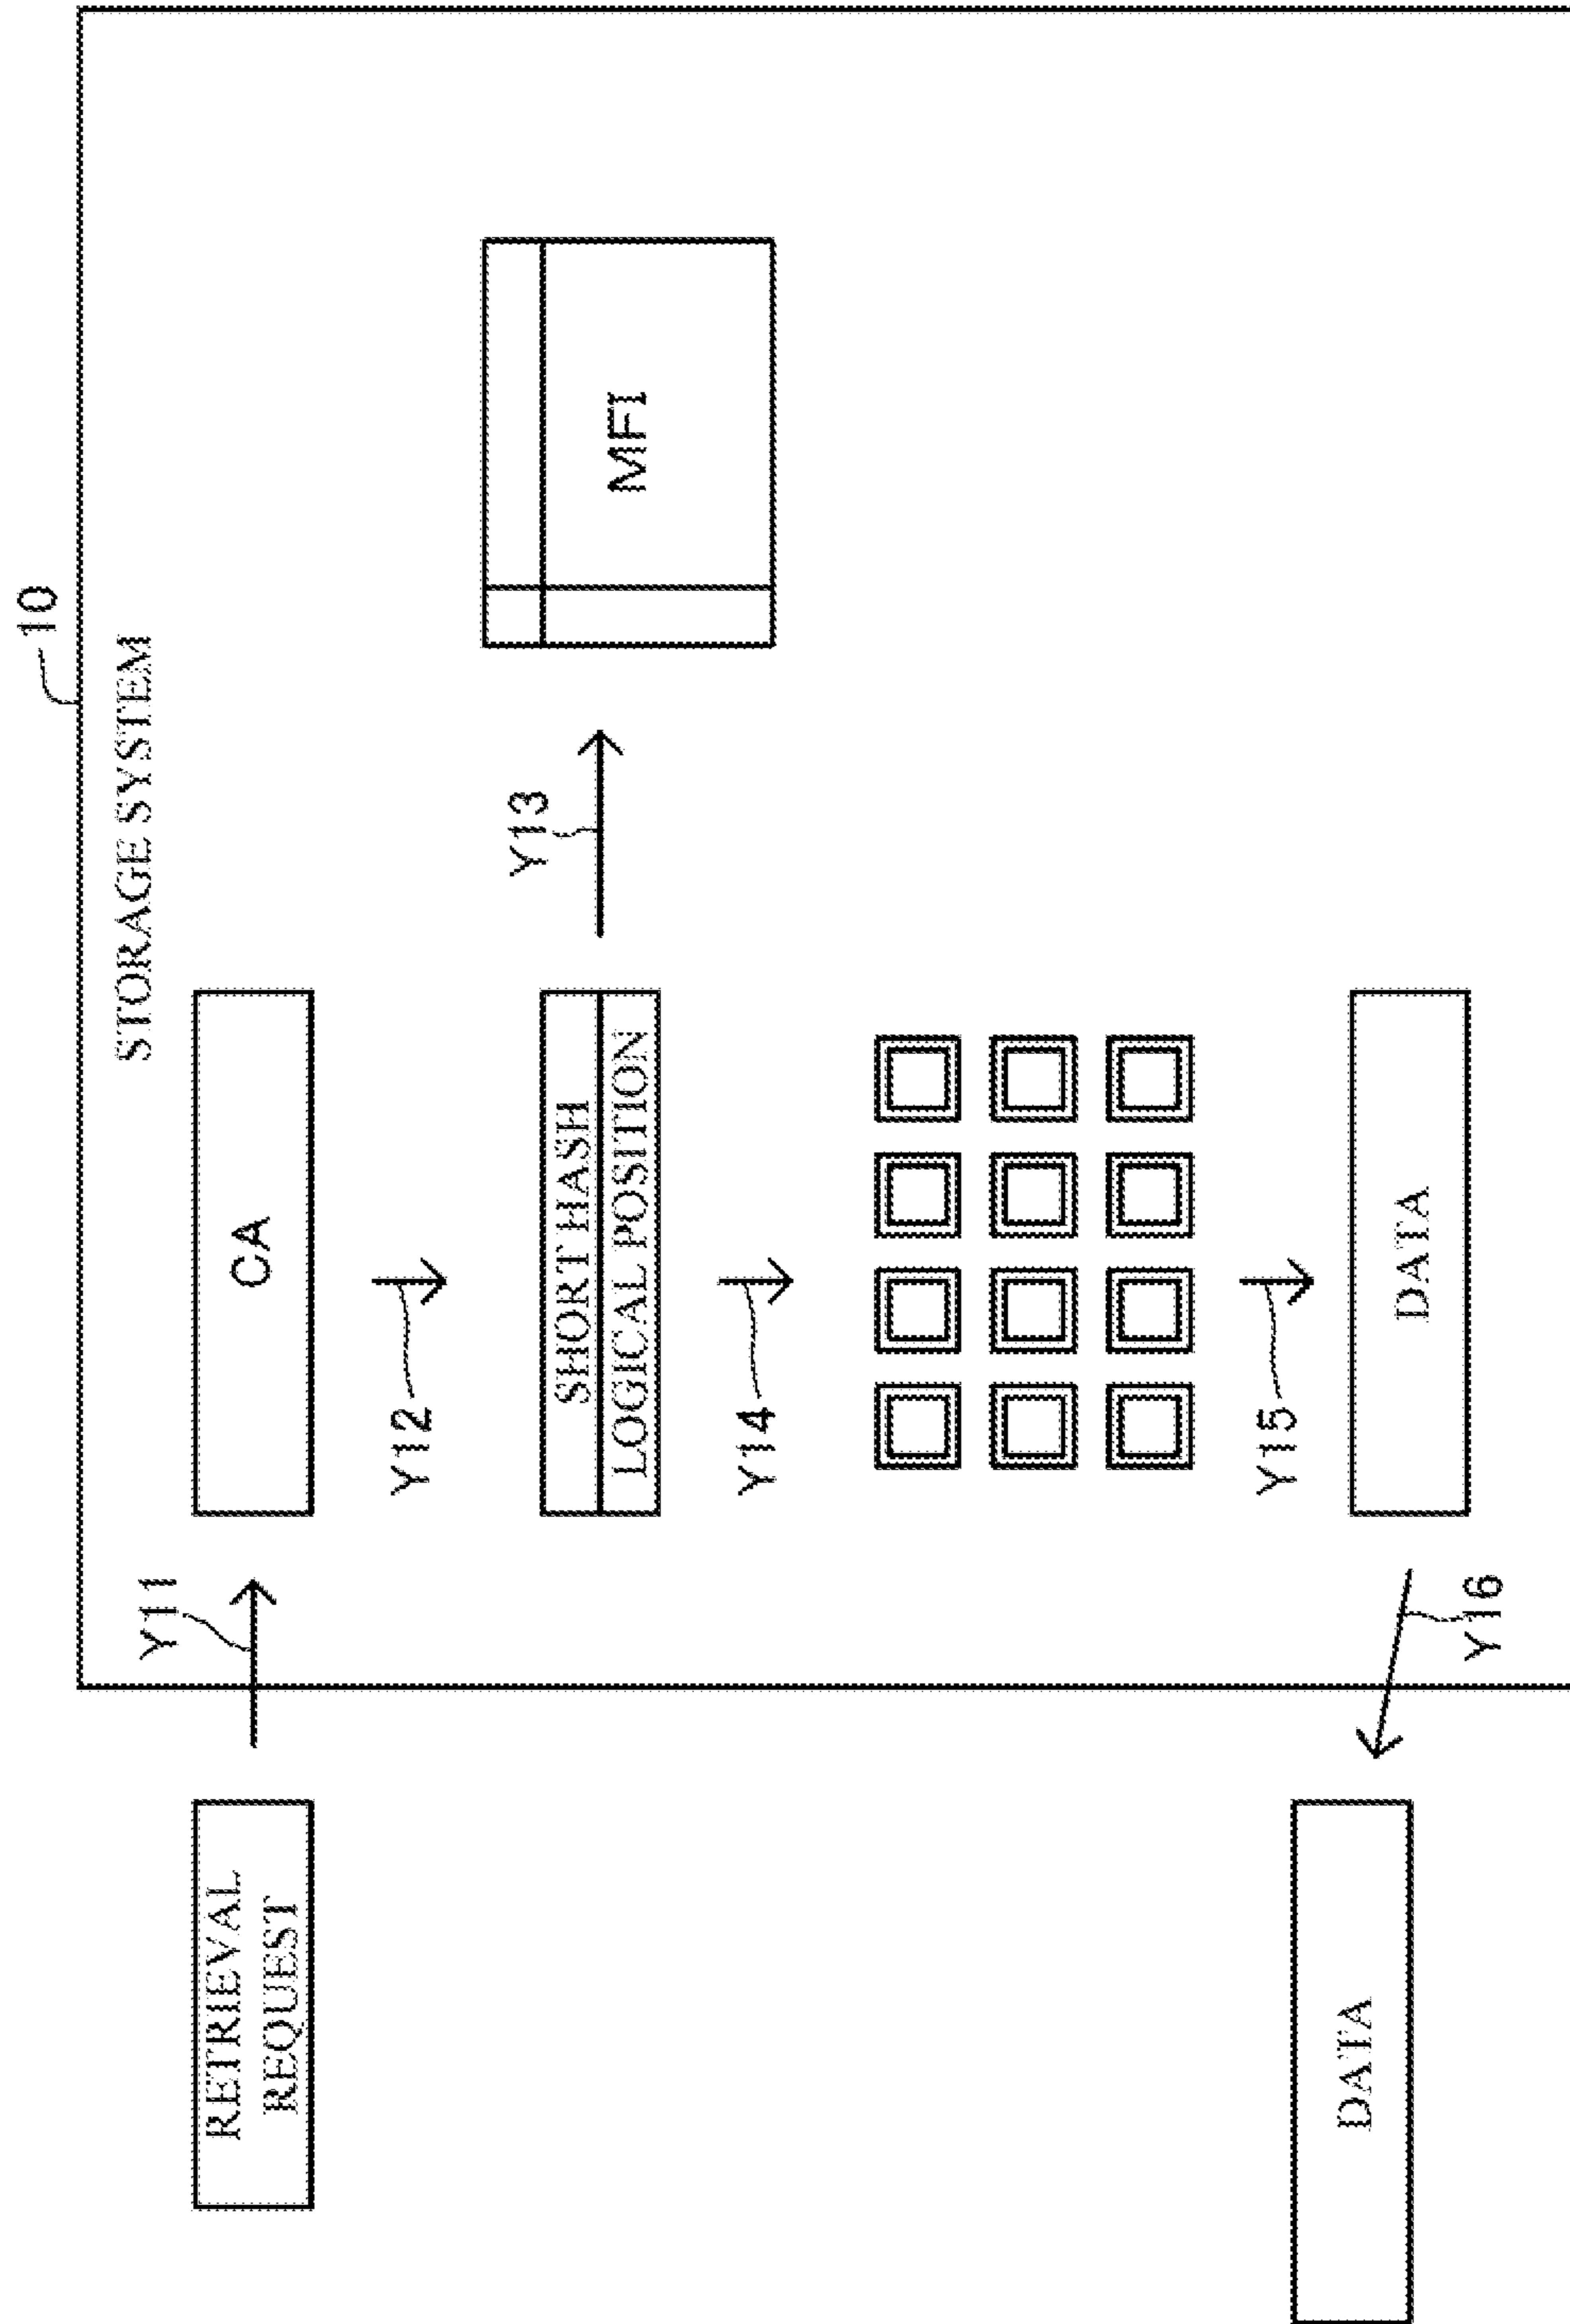 10
STORAGE SYSTEM
RETRIEVAL
REQUEST
Y11
CA
Y12
SHORT HASH
LOGICAL POSITION
Y13
MFI
Y14
Y15
DATA
Y16
DATA